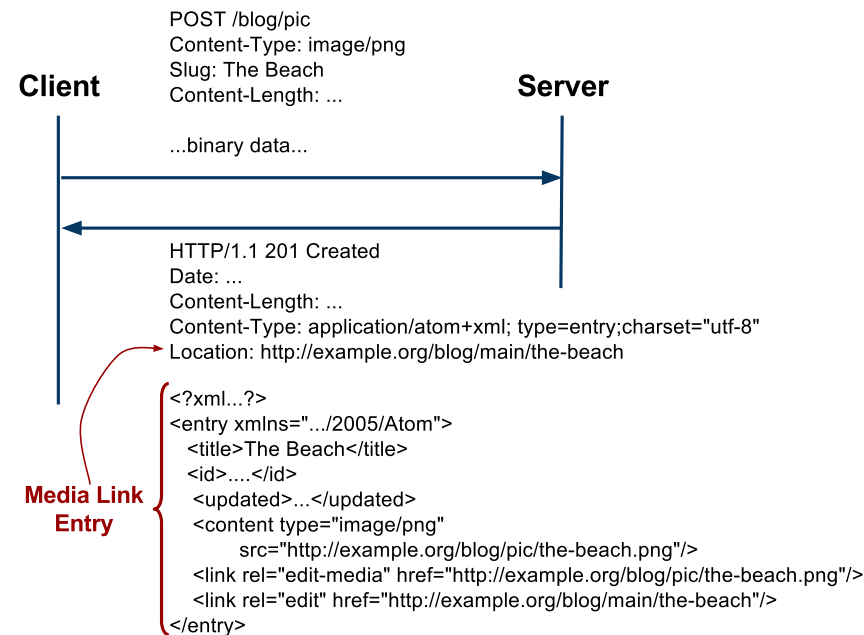 POST /blog/pic
Content-Type: image/png
Slug: The Beach
Content-Length: ...
Client
Server
...binary data...
HTTP/1.1 201 Created
Date: ...
Content-Length: ...
Content-Type: application/atom+xml; type=entry;charset="utf-8"
Location: http://example.org/blog/main/the-beach
<?xml...?>
<entry xmlns=".../2005/Atom">
<title>The Beach</title>
<id>....</id>
<updated>...</updated>
<content type="image/png"
src="http://example.org/blog/pic/the-beach.png"/>
<link rel="edit-media" href="http://example.org/blog/pic/the-beach.png"/>
<link rel="edit" href="http://example.org/blog/main/the-beach"/>
</entry>
Media Link
Entry